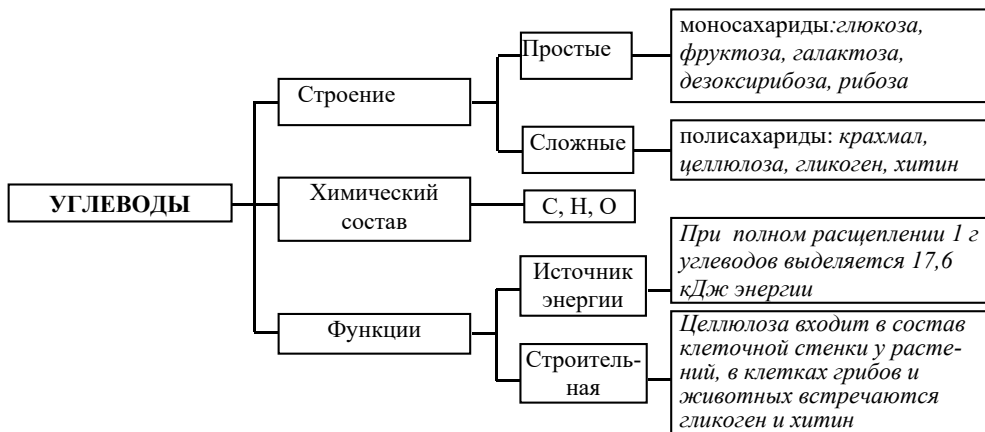 УГЛЕВОДЫ
Строение
Простые
моносахариды:глюкоза,
фруктоза, галактоза,
дезоксирибоза, рибоза
Сложные
полисахариды: крахмал,
целлюлоза, гликоген, хитин
Химический
состав
С, Н, О
Функции
Источник
энергии
При полном расщеплении 1 г
углеводов выделяется 17,6
кДж энергии
Строитель-
ная
Целлюлоза входит в состав
клеточной стенки у расте-
ний, в клетках грибов и
животных встречаются
гликоген и хитин